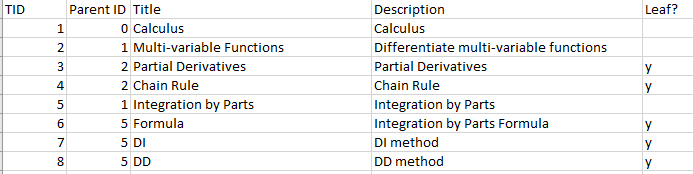 TID Parent ID Title Description Leaf?
1 0 Calculus Calculus
2 1 Multi-variable Functions Differentiate multi-variable functions
3 2 Partial Derivatives Partial Derivatives y
4 2 Chain Rule Chain Rule y
5 1 Integration by Parts Integration by Parts
6 5 Formula Integration by Parts Formula y
7 5 DI DI method y
8 5 DD DD method y